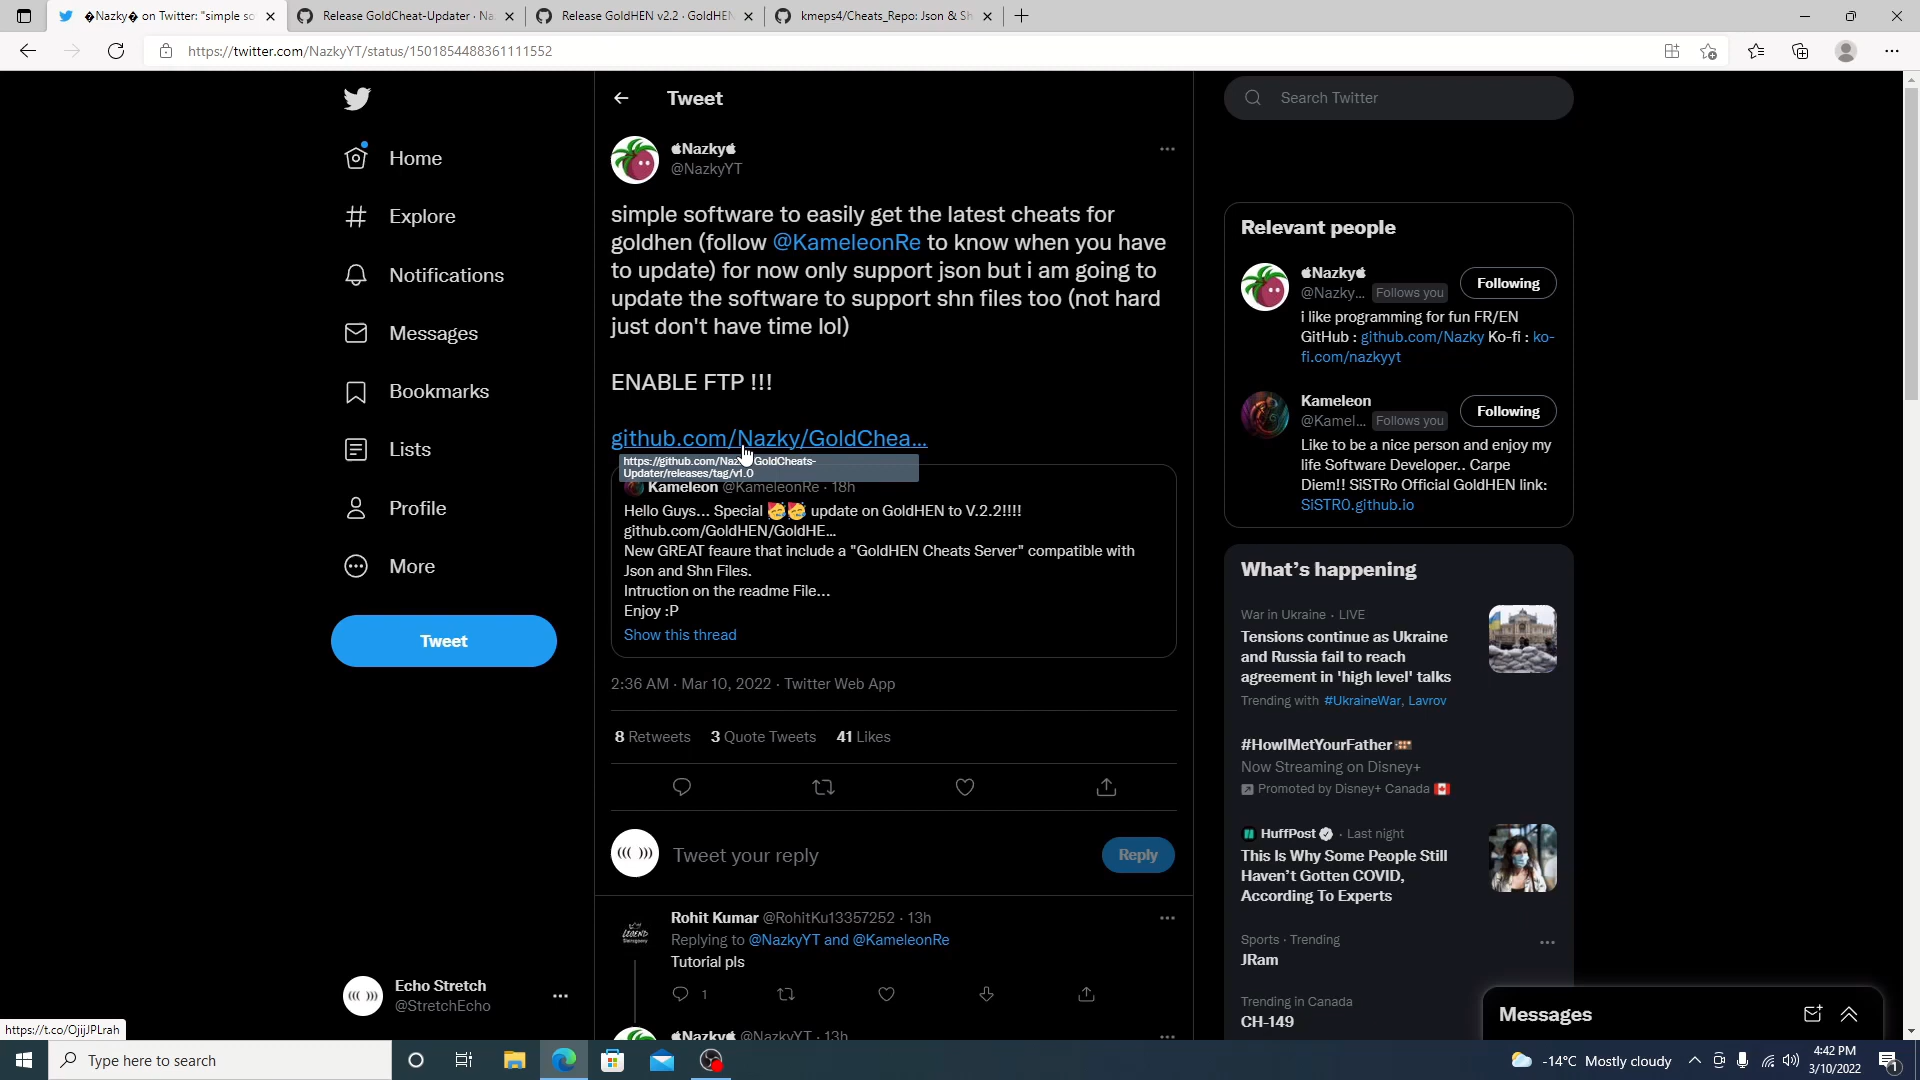 �Nazky� on Twitter: "simple so
Release GoldCheat-Updater · Na
Release GoldHEN v2.2 · GoldHEN
kmeps4/Cheats_Repo: Json & Sh
https://twitter.com/NazkyYT/status/1501854488361111552
Home
Explore
Notifications
Messages
Bookmarks
Lists
Profile
More
Tweet
Echo Stretch
@StretchEcho
https://t.co/OjijJPLrah
Tweet
Nazky
@NazkyYT
simple software to easily get the latest cheats for
goldhen (follow @KameleonRe to know when you have
to update) for now only support json but i am going to
update the software to support shn files too (not hard
just don't have time lol)
ENABLE FTP !!!
github.com/Nazky/GoldChea...
https://github.com/Naz GoldCheats-
Updater/releases/tag/v1.0
Kameleon @KameleonRe · 18h
Hello Guys... Special 🥳🥳 update on GoldHEN to V.2.2!!!!
github.com/GoldHEN/GoldHE...
New GREAT feaure that include a "GoldHEN Cheats Server" compatible with
Json and Shn Files.
Intruction on the readme File...
Enjoy :P
Show this thread
2:36 AM · Mar 10, 2022 · Twitter Web App
8 Retweets 3 Quote Tweets 41 Likes
Tweet your reply
Reply
Rohit Kumar @RohitKu13357252 · 13h
Replying to @NazkyYT and @KameleonRe
Tutorial pls
1
Nazky @NazkyYT · 13h
Search Twitter
Relevant people
Nazky
@Nazky... Follows you
Following
i like programming for fun FR/EN
GitHub : github.com/Nazky Ko-fi : ko-
fi.com/nazkyyt
Kameleon
@Kamel... Follows you
Following
Like to be a nice person and enjoy my
life Software Developer.. Carpe
Diem!! SiSTRo Official GoldHEN link:
SiSTRO.github.io
What's happening
War in Ukraine · LIVE
Tensions continue as Ukraine
and Russia fail to reach
agreement in 'high level' talks
Trending with #UkraineWar, Lavrov
#HowIMetYourFather
Now Streaming on Disney+
Promoted by Disney+ Canada 🇨🇦
HuffPost · Last night
This Is Why Some People Still
Haven't Gotten COVID,
According To Experts
Sports · Trending
JRam
Trending in Canada
CH-149
Messages
Type here to search
-14°C Mostly cloudy
4:42 PM
3/10/2022
1